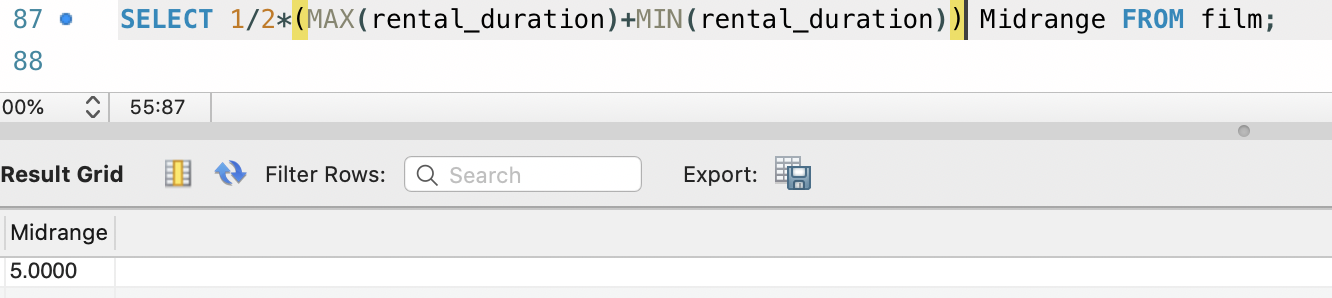 87 SELECT 1/2*(MAX(rental_duration)+MIN(rental_duration)) Midrange FROM film;
88
00% 55:87
Result Grid Filter Rows: Search Export:
Midrange
5.0000